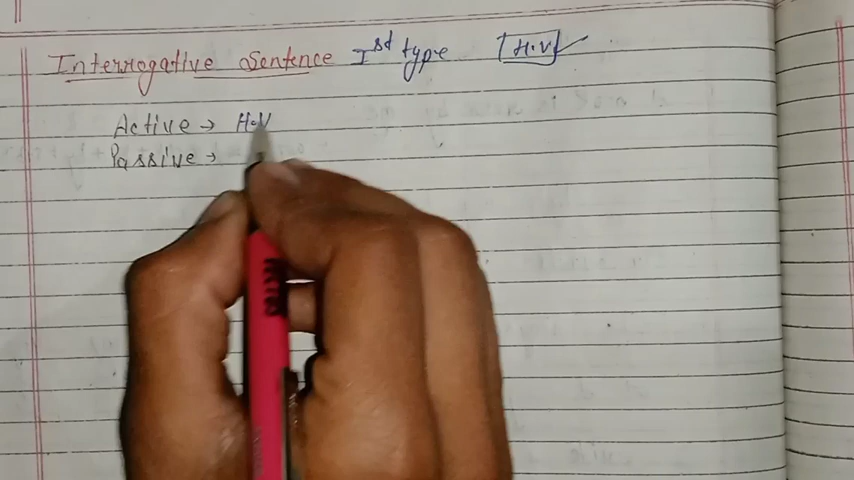 Interrogative Sentence Ist type [H.V]
Active → H.V
Passive →